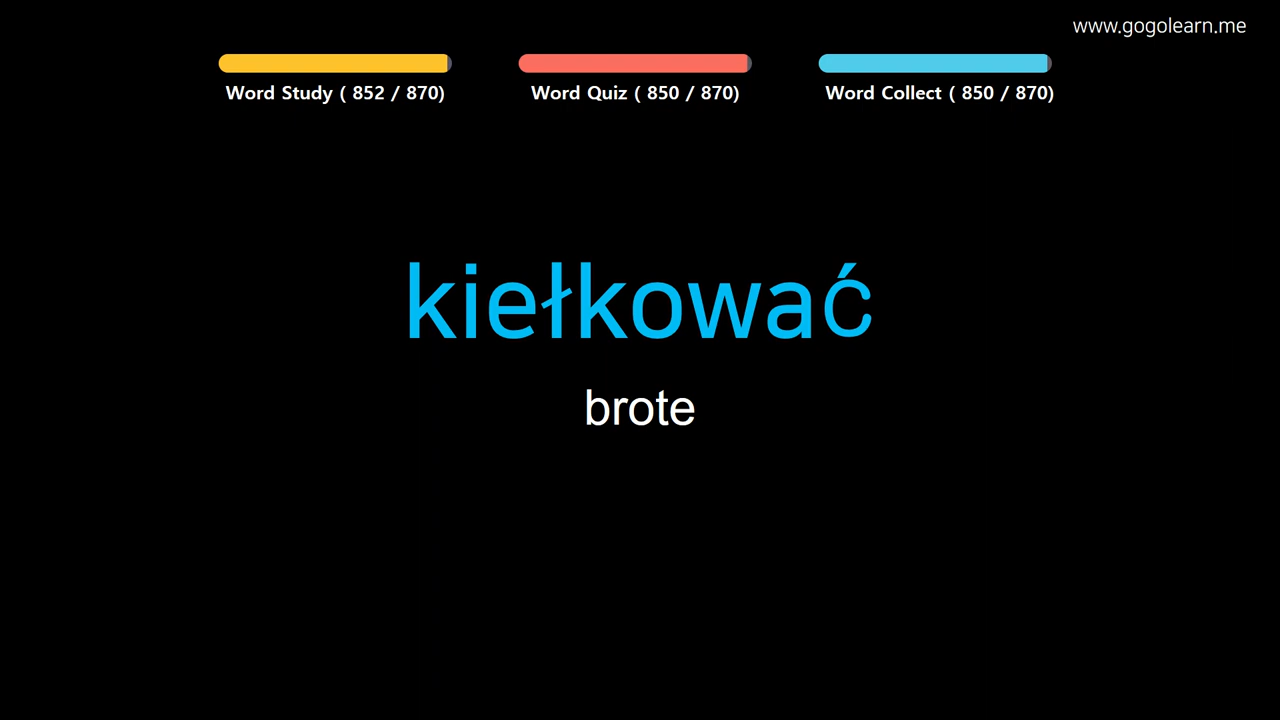 www.gogolearn.me
Word Study ( 852 / 870)
Word Quiz ( 850 / 870)
Word Collect ( 850 / 870)
kiełkować
brote